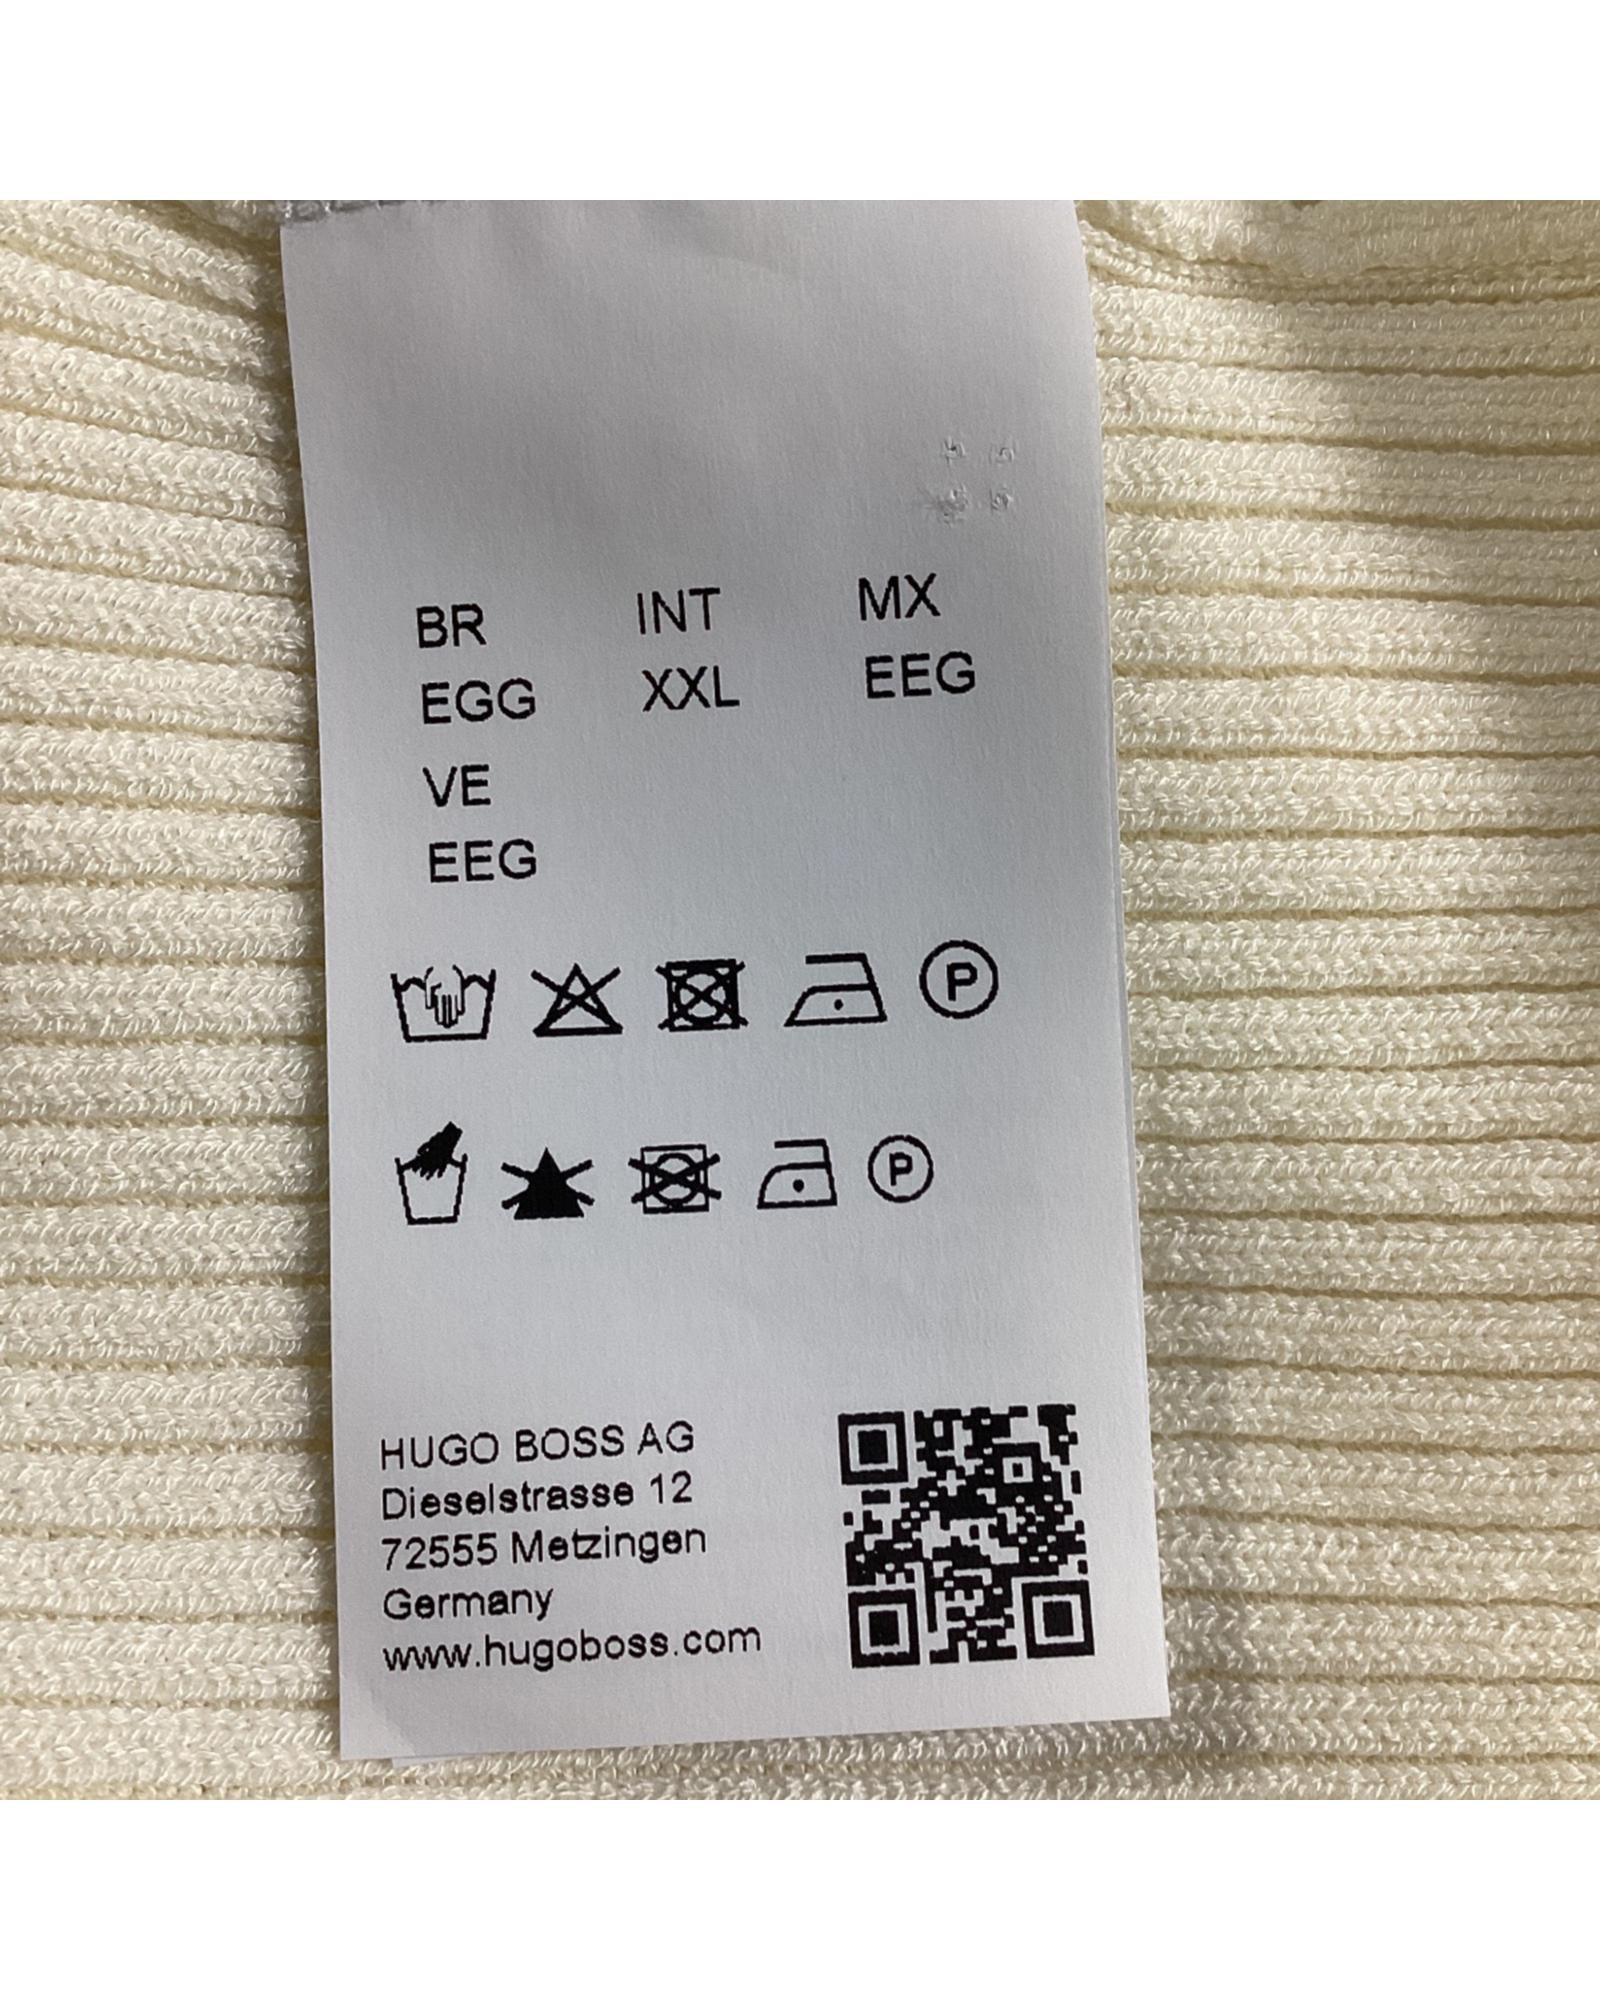 BR INT MX
EGG XXL EEG
VE
EEG
P
P
HUGO BOSS AG
Dieselstrasse 12
72555 Metzingen
Germany
www.hugoboss.com